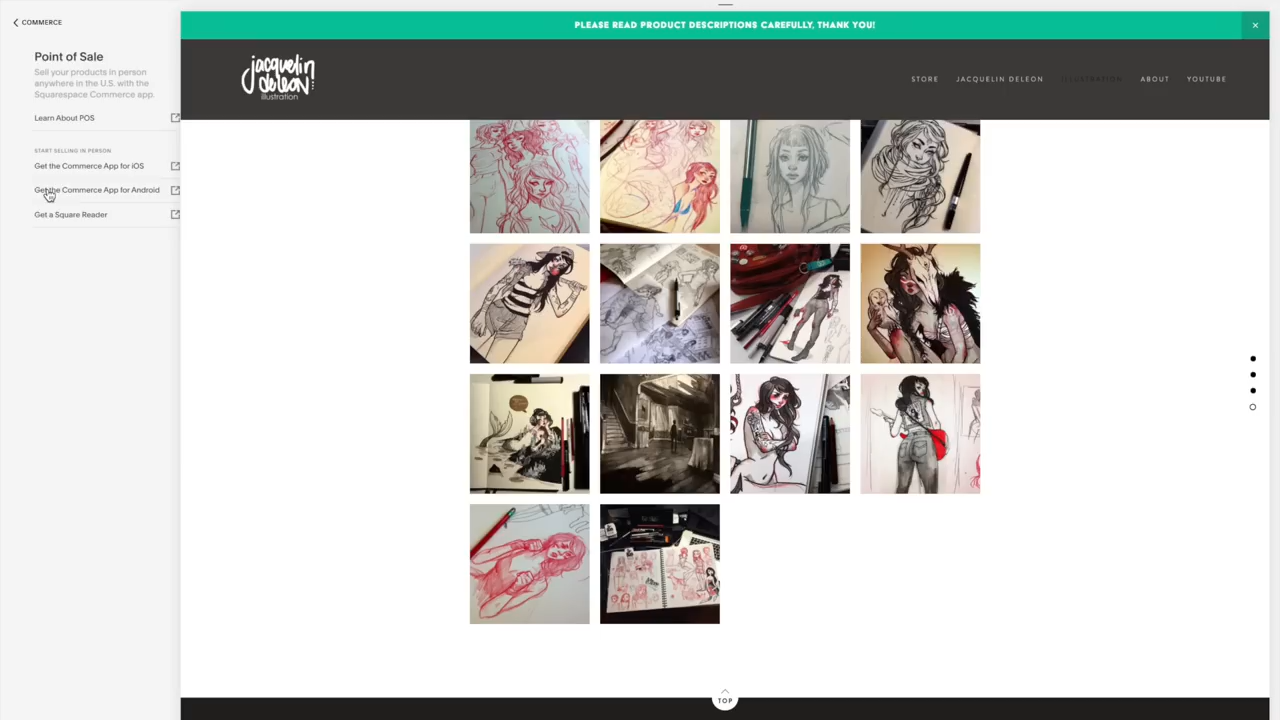 COMMERCE
Point of Sale
Sell your products in person
anywhere in the U.S. with the
Squarespace Commerce app.
Learn About POS
START SELLING IN PERSON
Get the Commerce App for iOS
Get the Commerce App for Android
Get a Square Reader
PLEASE READ PRODUCT DESCRIPTIONS CAREFULLY, THANK YOU!
×
jacquelin
deleon
illustration
STORE
JACQUELIN DELEON
ILLUSTRATION
ABOUT
YOUTUBE
TOP